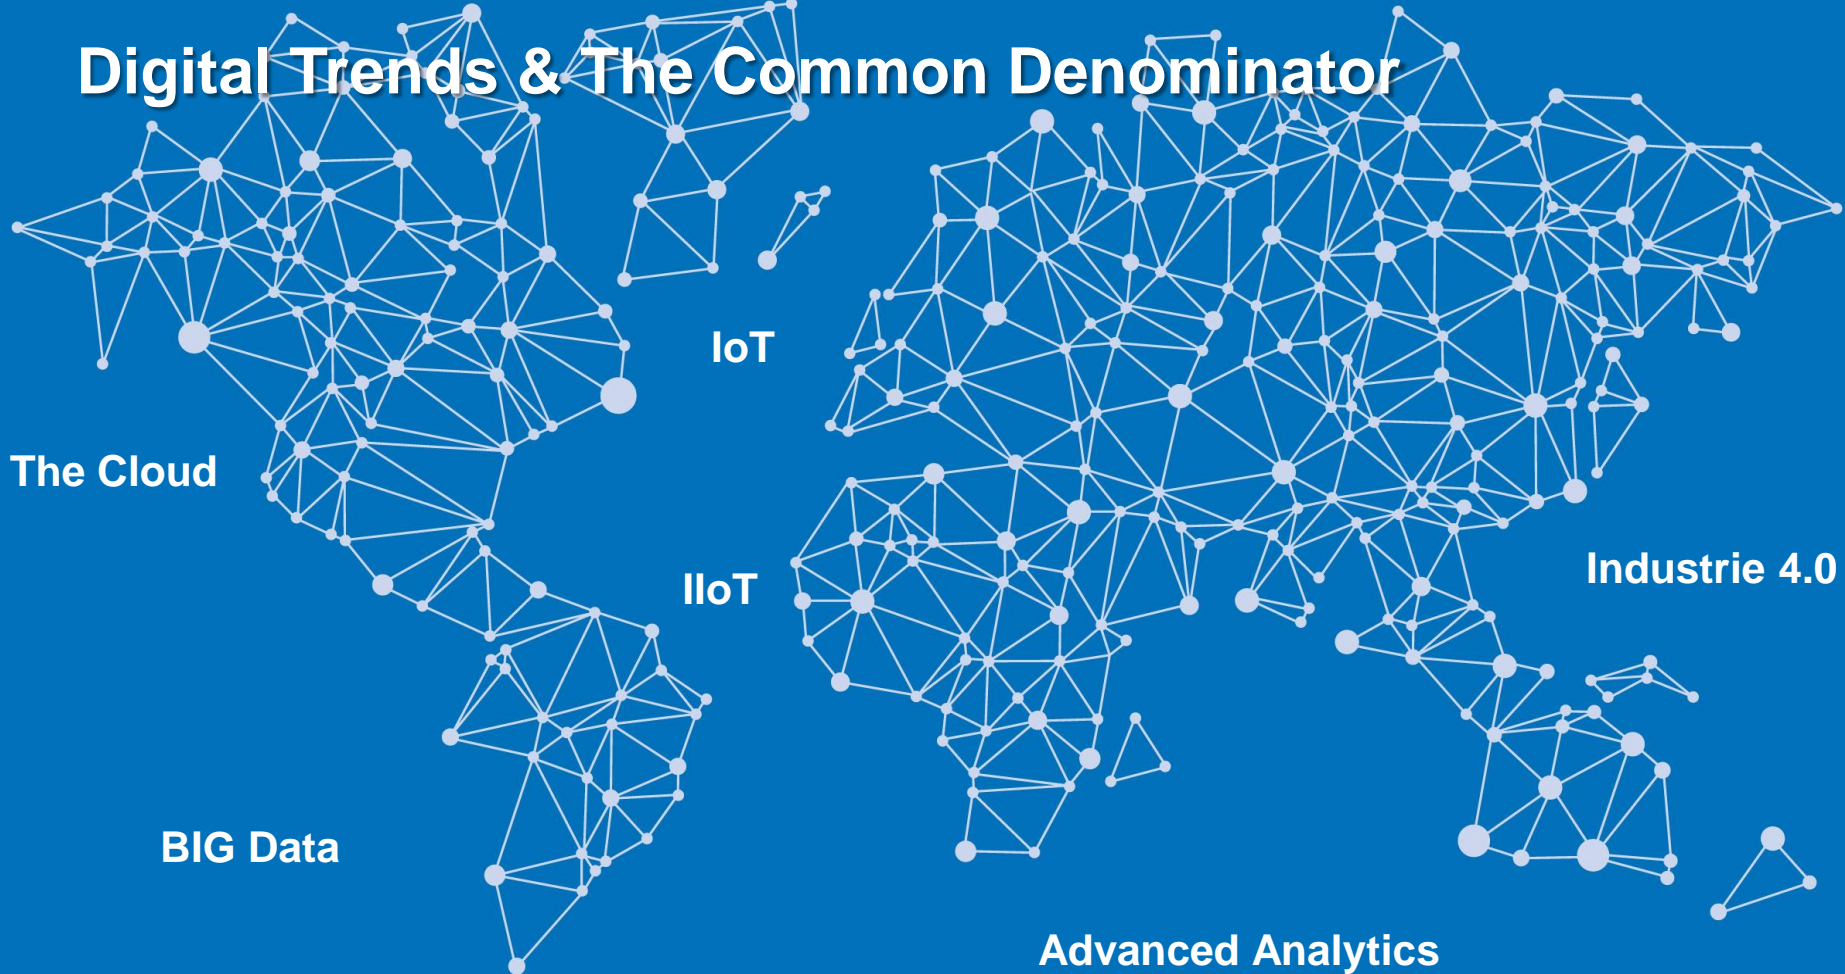 Digital Trends & The Common Denominator
IoT
The Cloud
IIoT
Industrie 4.0
BIG Data
Advanced Analytics